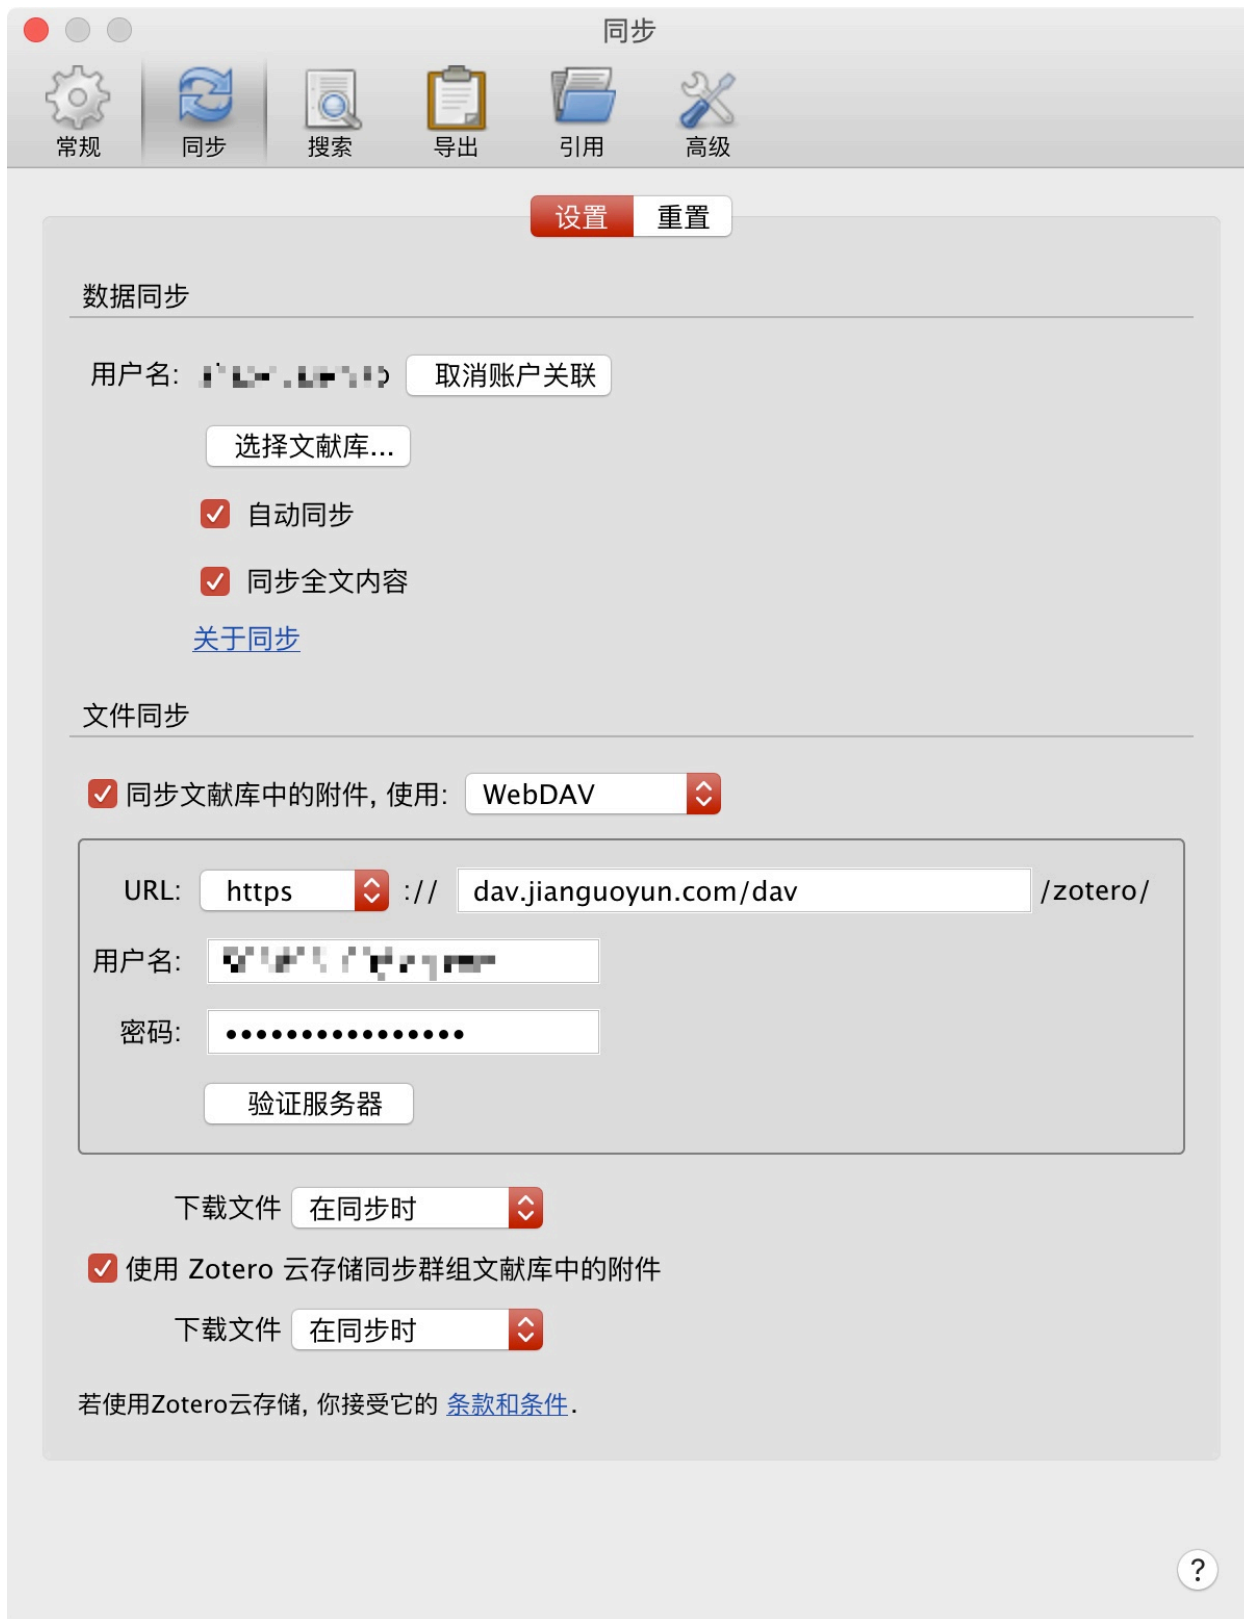 同步
常规 同步 搜索 导出 引用 高级
设置 重置
数据同步
用户名: 取消账户关联
选择文献库...
自动同步
同步全文内容
关于同步
文件同步
同步文献库中的附件, 使用: WebDAV
URL: https :// dav.jianguoyun.com/dav /zotero/
用户名:
密码: ••••••••••••••••
验证服务器
下载文件 在同步时
使用 Zotero 云存储同步群组文献库中的附件
下载文件 在同步时
若使用Zotero云存储, 你接受它的 条款和条件.
?